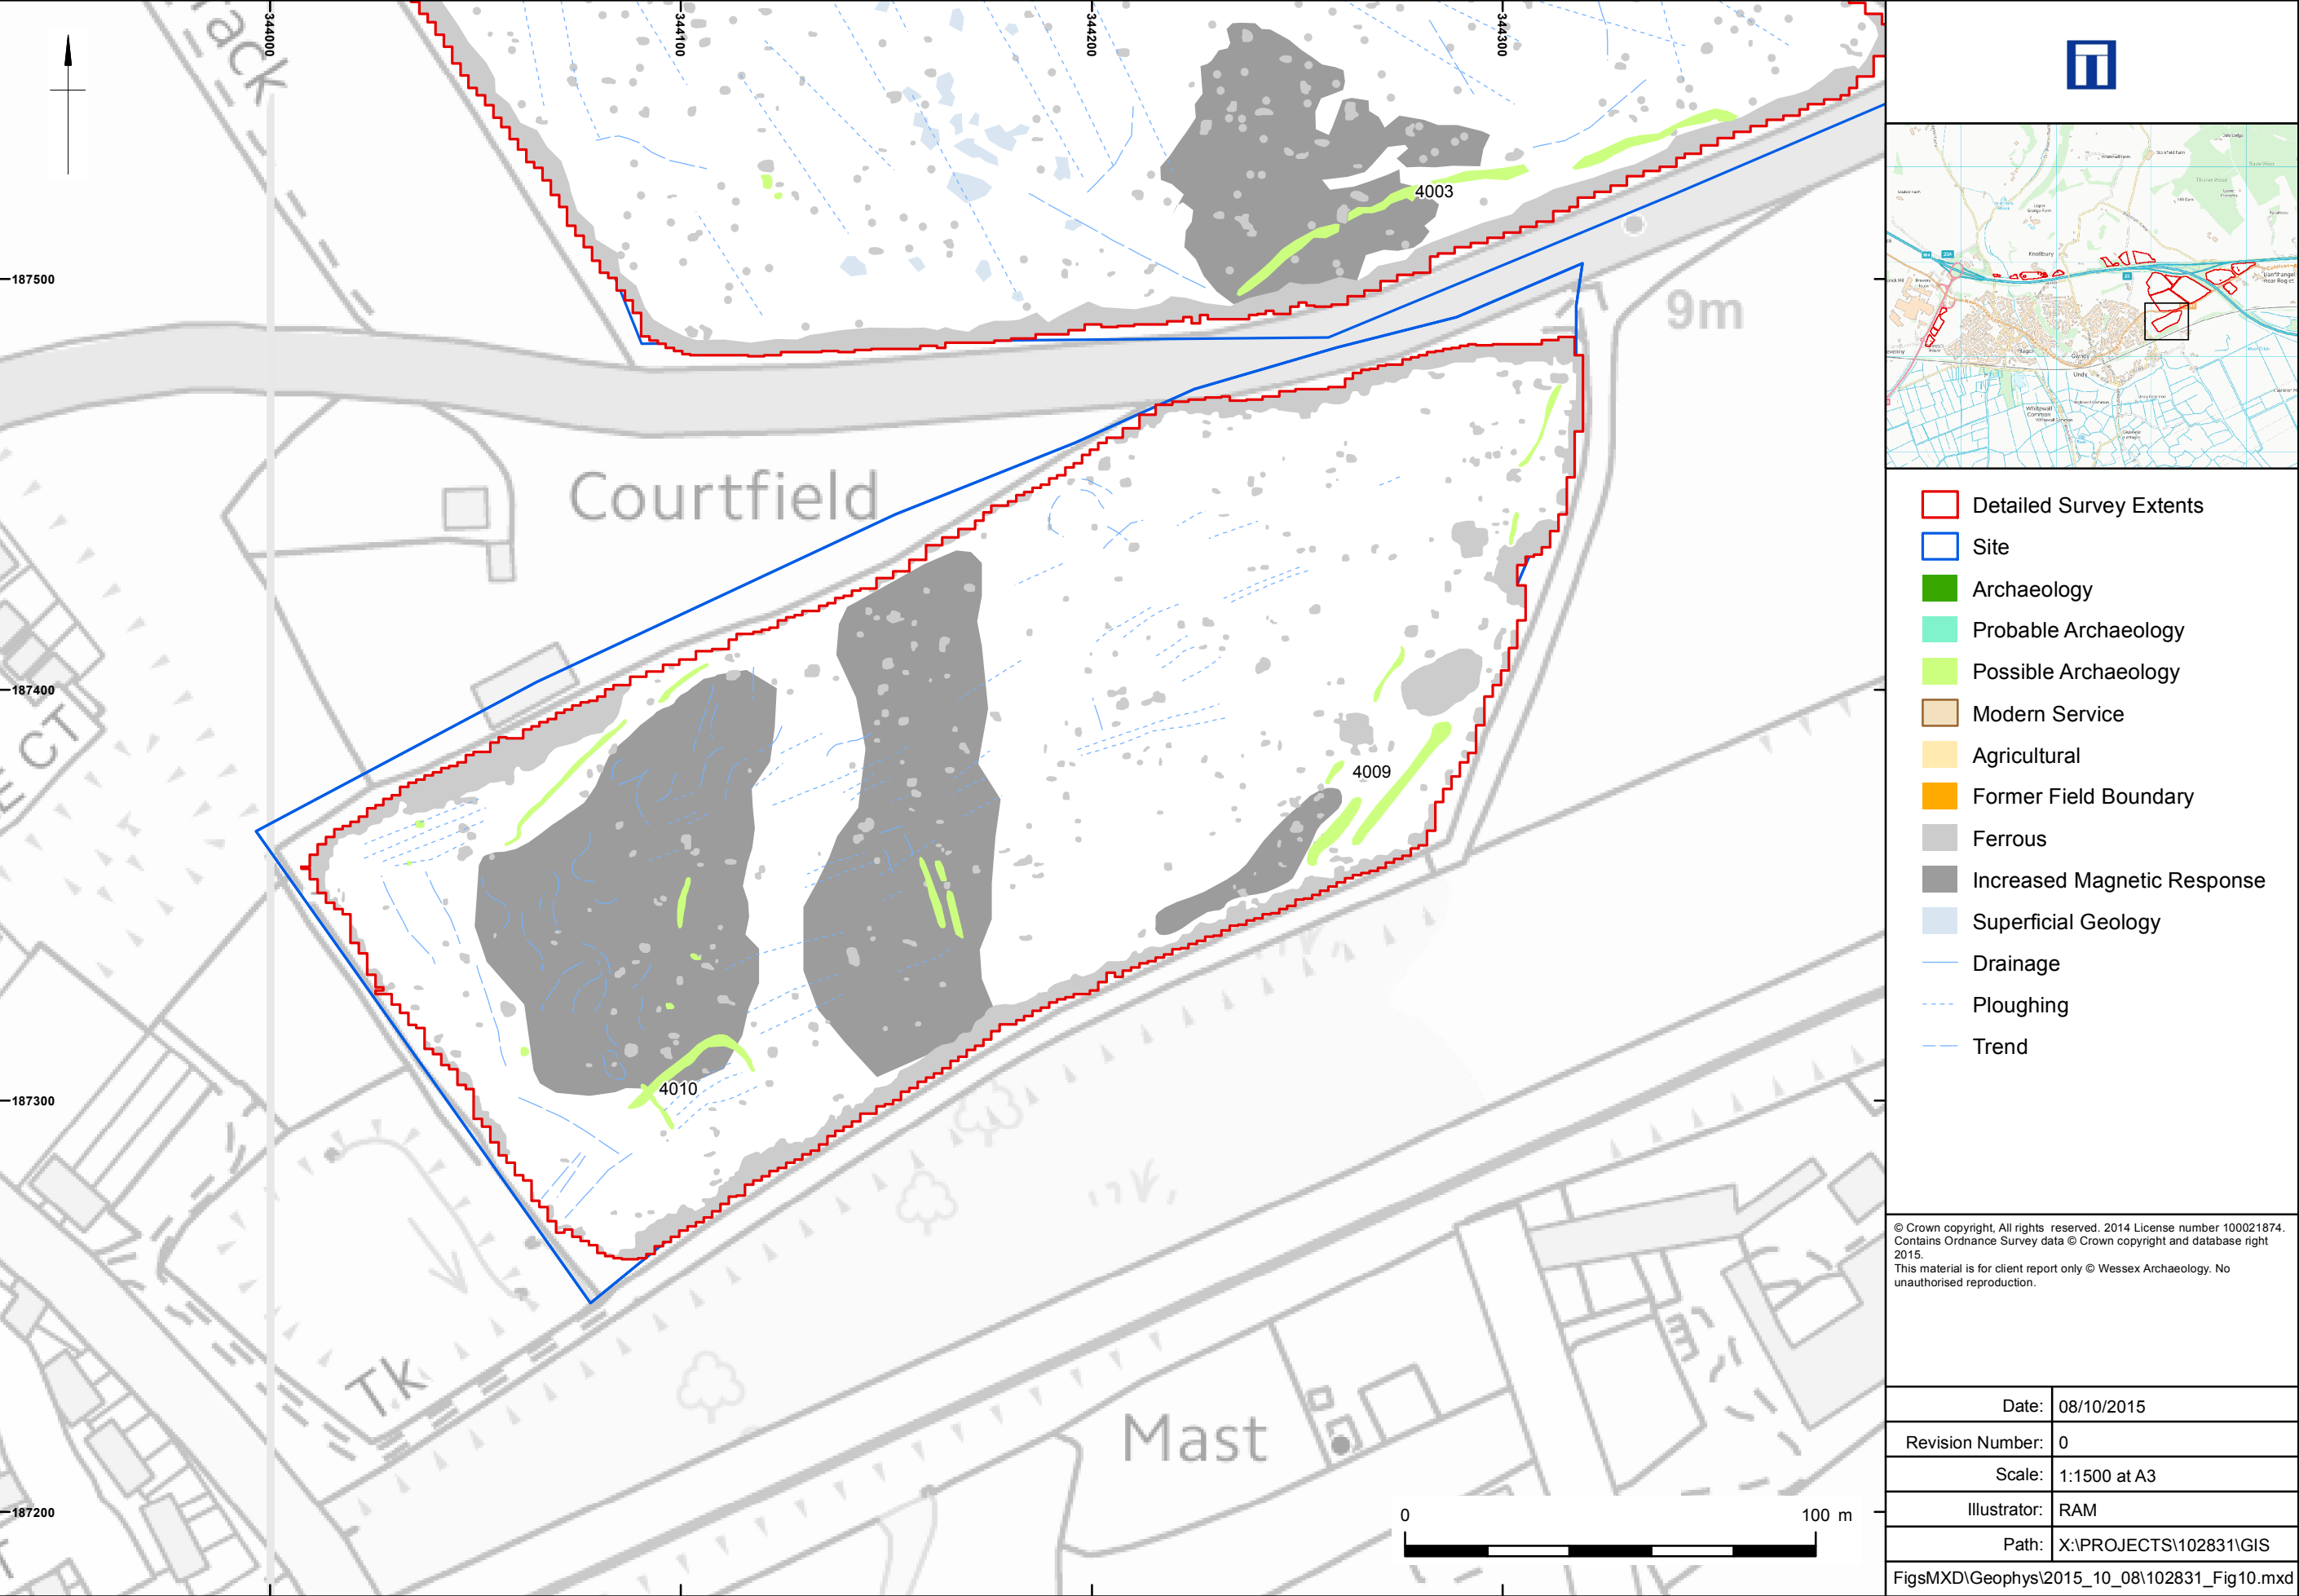 344000
344100
344200
344300
187500
187400
187300
187200
rack
Courtfield
9m
E CT
Tk
Mast
4003
4009
4010
0 100 m
Knollbury
Magor
Undy
Detailed Survey Extents
Site
Archaeology
Probable Archaeology
Possible Archaeology
Modern Service
Agricultural
Former Field Boundary
Ferrous
Increased Magnetic Response
Superficial Geology
Drainage
Ploughing
Trend
© Crown copyright, All rights reserved. 2014 License number 100021874.
Contains Ordnance Survey data © Crown copyright and database right
2015.
This material is for client report only © Wessex Archaeology. No
unauthorised reproduction.
Date: 08/10/2015
Revision Number: 0
Scale: 1:1500 at A3
Illustrator: RAM
Path: X:\PROJECTS\102831\GIS
FigsMXD\Geophys\2015_10_08\102831_Fig10.mxd